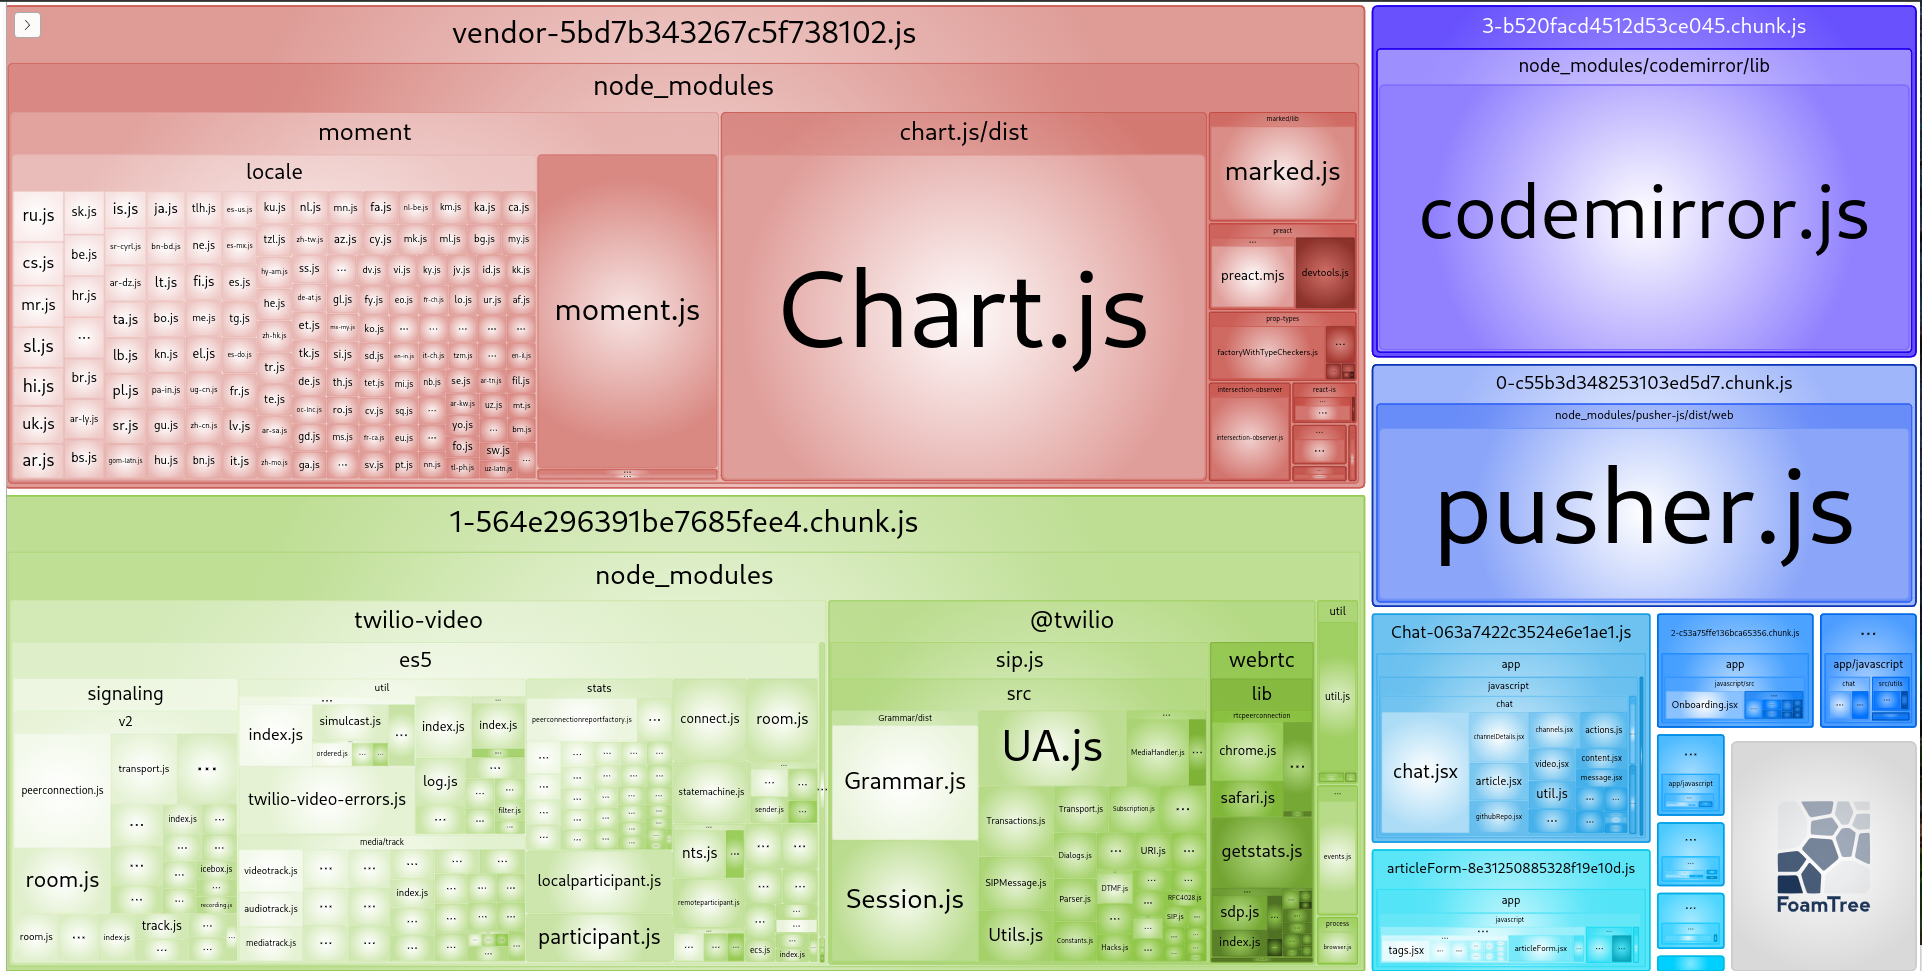 vendor-5bd7b343267c5f738102.js
node_modules
moment
locale
ru.js
cs.js
mr.js
sl.js
hi.js
uk.js
ar.js
sk.js
be.js
hr.js
...
br.js
ar-ly.js
bs.js
is.js
sr-cyrl.js
ar-dz.js
ta.js
lb.js
pl.js
sr.js
gom-latn.js
ja.js
bn-bd.js
lt.js
bo.js
kn.js
pa-in.js
gu.js
hu.js
tlh.js
ne.js
fi.js
me.js
el.js
ug-cn.js
zh-cn.js
bn.js
es-us.js
es-mx.js
es.js
tg.js
es-do.js
fr.js
lv.js
it.js
ku.js
tzl.js
hy-am.js
he.js
zh-hk.js
tr.js
te.js
ar-sa.js
zh-mo.js
nl.js
zh-tw.js
ss.js
de-at.js
et.js
tk.js
de.js
oc-lnc.js
gd.js
ga.js
mn.js
az.js
...
gl.js
ms-my.js
si.js
th.js
ro.js
ms.js
...
fa.js
cy.js
dv.js
fy.js
ko.js
sd.js
tet.js
cv.js
fr-ca.js
sv.js
nl-be.js
mk.js
vi.js
eo.js
...
en-in.js
mi.js
sq.js
eu.js
pt.js
km.js
ml.js
ky.js
fr-ch.js
...
it-ch.js
nb.js
...
...
nn.js
ka.js
bg.js
jv.js
lo.js
...
tzm.js
se.js
ar-kw.js
yo.js
fo.js
tl-ph.js
ca.js
my.js
id.js
ur.js
...
...
ar-tn.js
uz.js
...
sw.js
uz-latn.js
kk.js
af.js
...
en-il.js
fil.js
mt.js
bm.js
...
moment.js
...
chart.js/dist
Chart.js
marked/lib
marked.js
preact
...
preact.mjs
devtools.js
prop-types
factoryWithTypeCheckers.js
...
intersection-observer
intersection-observer.js
react-is
...
...
...
...
...
1-564e296391be7685fee4.chunk.js
node_modules
twilio-video
es5
signaling
v2
peerconnection.js
transport.js
...
room.js
...
index.js
...
...
...
...
...
icebox.js
...
recording.js
room.js
...
index.js
track.js
...
...
util
...
index.js
simulcast.js
ordered.js
...
...
...
index.js
index.js
twilio-video-errors.js
log.js
...
...
...
...
...
filter.js
...
media/track
videotrack.js
audiotrack.js
mediatrack.js
...
...
...
index.js
...
stats
peerconnectionreportfactory.js
...
localparticipant.js
participant.js
connect.js
room.js
statemachine.js
...
sender.js
...
nts.js
...
remoteparticipant.js
...
ecs.js
index.js
@twilio
sip.js
src
Grammar/dist
Grammar.js
Session.js
UA.js
...
MediaHandler.js
...
Transactions.js
Transport.js
Subscription.js
...
SIPMessage.js
Dialogs.js
...
URI.js
...
Parser.js
DTMF.js
...
...
RFC4028.js
SIP.js
...
Utils.js
Constants.js
Hacks.js
webrtc
lib
rtcpeerconnection
chrome.js
...
safari.js
getstats.js
...
sdp.js
...
index.js
util
util.js
...
events.js
process
browser.js
3-b520facd4512d53ce045.chunk.js
node_modules/codemirror/lib
codemirror.js
0-c55b3d348253103ed5d7.chunk.js
node_modules/pusher-js/dist/web
pusher.js
Chat-063a7422c3524e6e1ae1.js
app
javascript
chat
chat.jsx
channelDetails.jsx
article.jsx
githubRepo.jsx
channels.jsx
video.jsx
util.js
...
actions.js
content.jsx
message.jsx
...
...
2-c53a75ffe136bca65356.chunk.js
app
javascript/src
Onboarding.jsx
...
app/javascript
chat
src/utils
...
...
...
...
app/javascript
...
...
...
...
articleForm-8e31250885328f19e10d.js
app
javascript
...
tags.jsx
...
articleForm.jsx
...
...
FoamTree